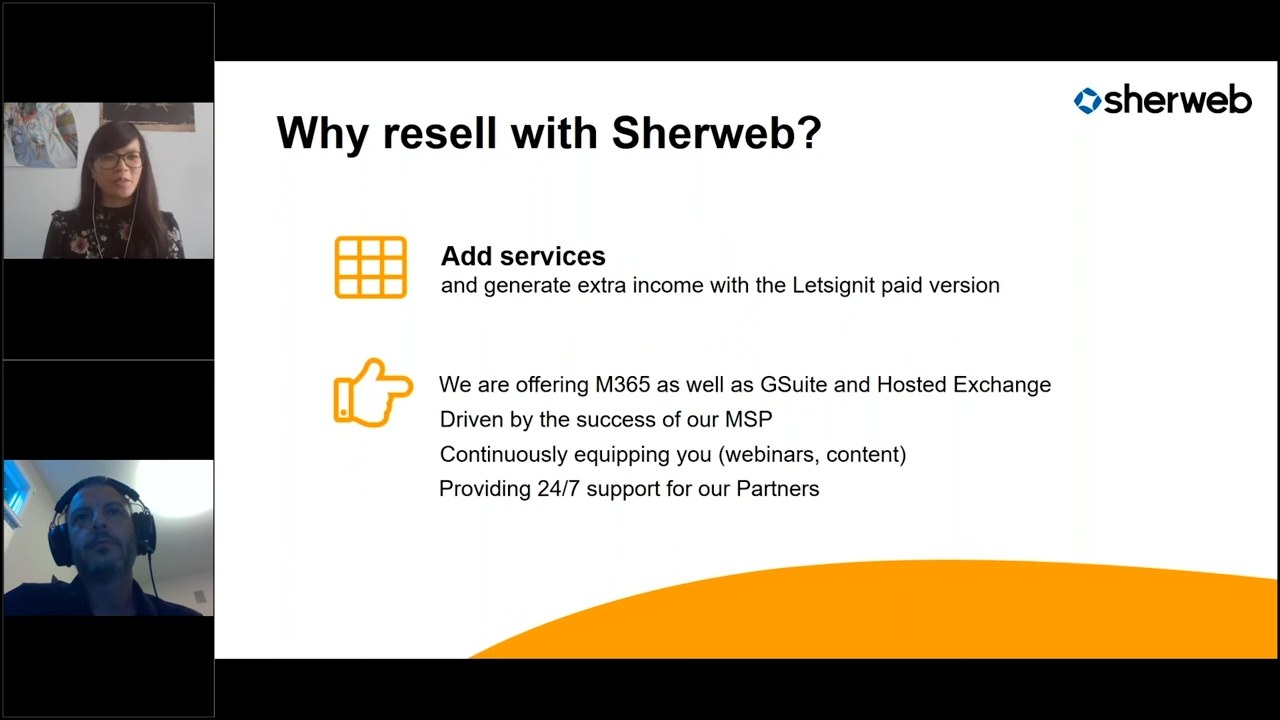 sherweb
Why resell with Sherweb?
Add services
and generate extra income with the Letsignit paid version
We are offering M365 as well as GSuite and Hosted Exchange
Driven by the success of our MSP
Continuously equipping you (webinars, content)
Providing 24/7 support for our Partners